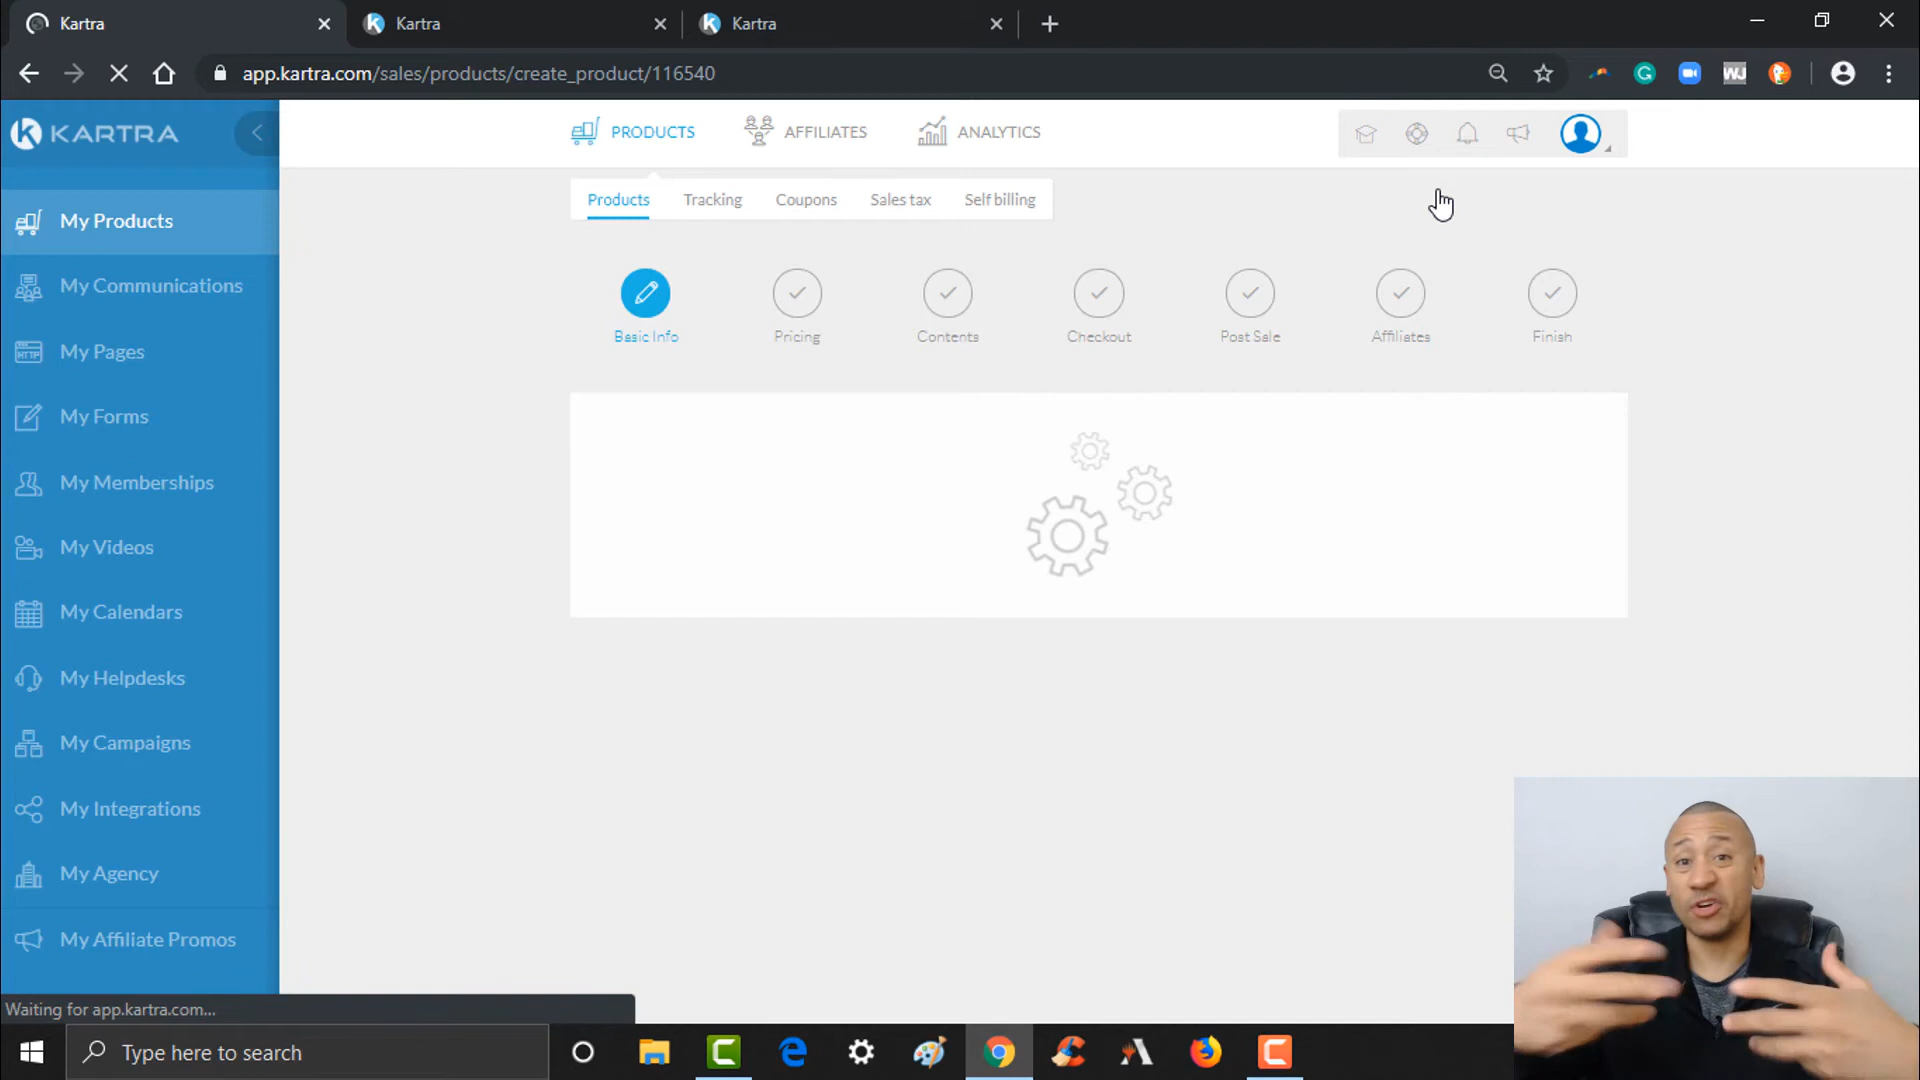 Kartra
Kartra
Kartra
app.kartra.com/sales/products/create_product/116540
WJ
KARTRA
PRODUCTS
AFFILIATES
ANALYTICS
Products
Tracking
Coupons
Sales tax
Self billing
My Products
My Communications
HTTP
My Pages
My Forms
My Memberships
My Videos
My Calendars
My Helpdesks
My Campaigns
My Integrations
My Agency
My Affiliate Promos
Basic Info
Pricing
Contents
Checkout
Post Sale
Affiliates
Finish
Waiting for app.kartra.com...
Type here to search